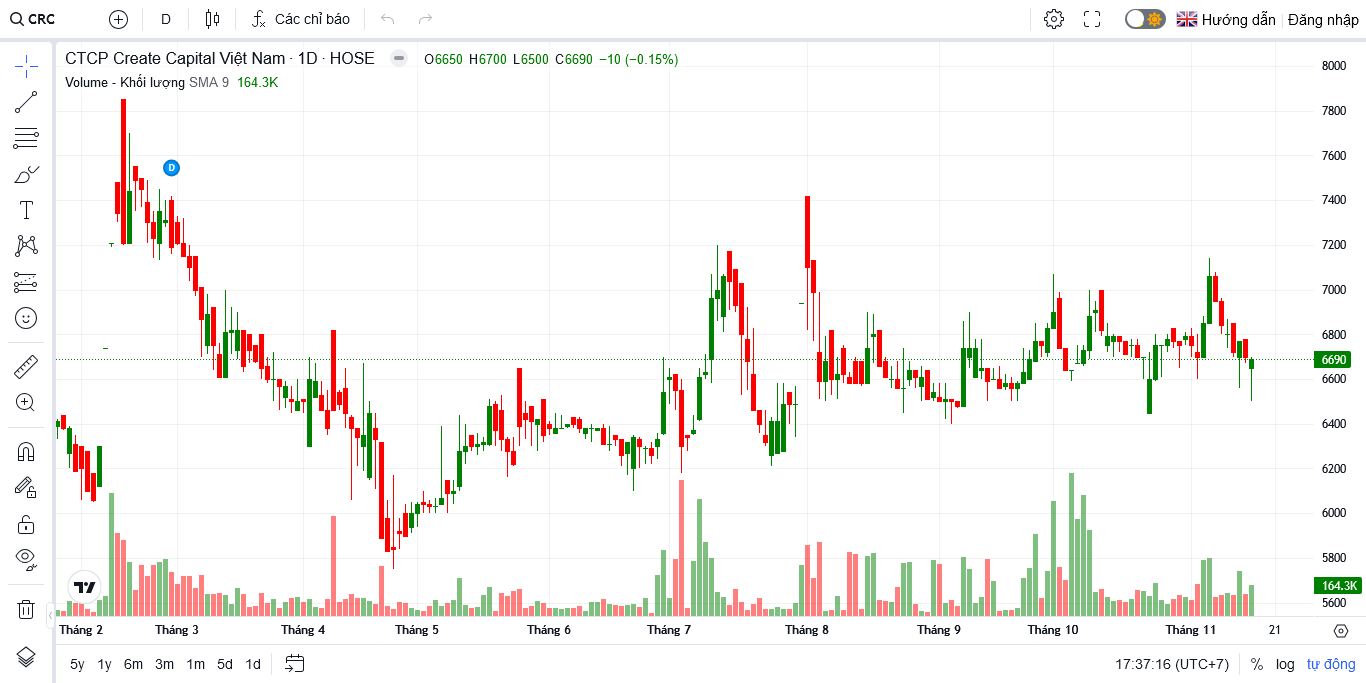 CRC D Các chỉ báo Hướng dẫn Đăng nhập
CTCP Create Capital Việt Nam · 1D · HOSE O6650 H6700 L6500 C6690 −10 (−0.15%)
Volume - Khối lượng SMA 9 164.3K
D
8000
7800
7600
7400
7200
7000
6800
6690
6600
6400
6200
6000
5800
164.3K
5600
Tháng 2 Tháng 3 Tháng 4 Tháng 5 Tháng 6 Tháng 7 Tháng 8 Tháng 9 Tháng 10 Tháng 11 21
5y 1y 6m 3m 1m 5d 1d 17:37:16 (UTC+7) % log tự động